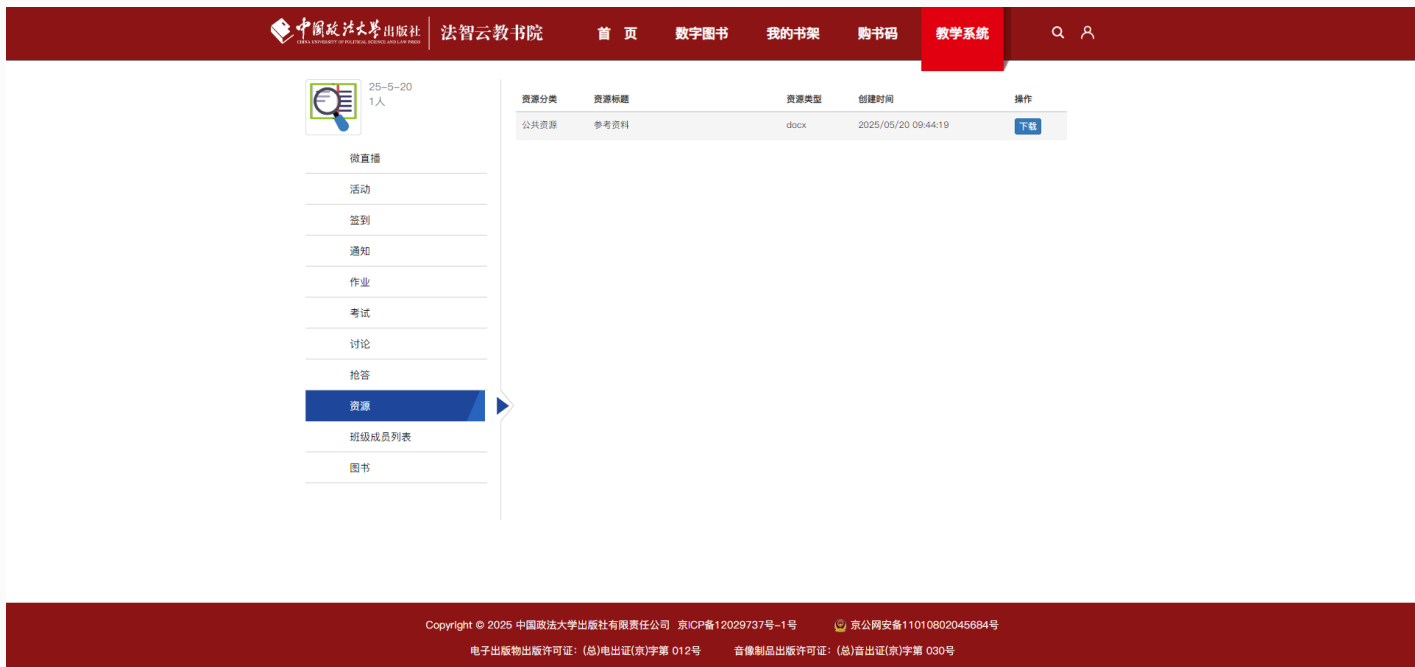 中国政法大学出版社 法智云教书院 首 页 数字图书 我的书架 购书码 教学系统
CHINA UNIVERSITY OF POLITICAL SCIENCE AND LAW PRESS
25-5-20
1人
微直播
活动
签到
通知
作业
考试
讨论
抢答
资源
班级成员列表
图书
资源分类 资源标题 资源类型 创建时间 操作
公共资源 参考资料 docx 2025/05/20 09:44:19 下载
Copyright © 2025 中国政法大学出版社有限责任公司 京ICP备12029737号-1号 京公网安备11010802045684号
电子出版物出版许可证：(总)电出证(京)字第 012号 音像制品出版许可证：(总)音出证(京)字第 030号